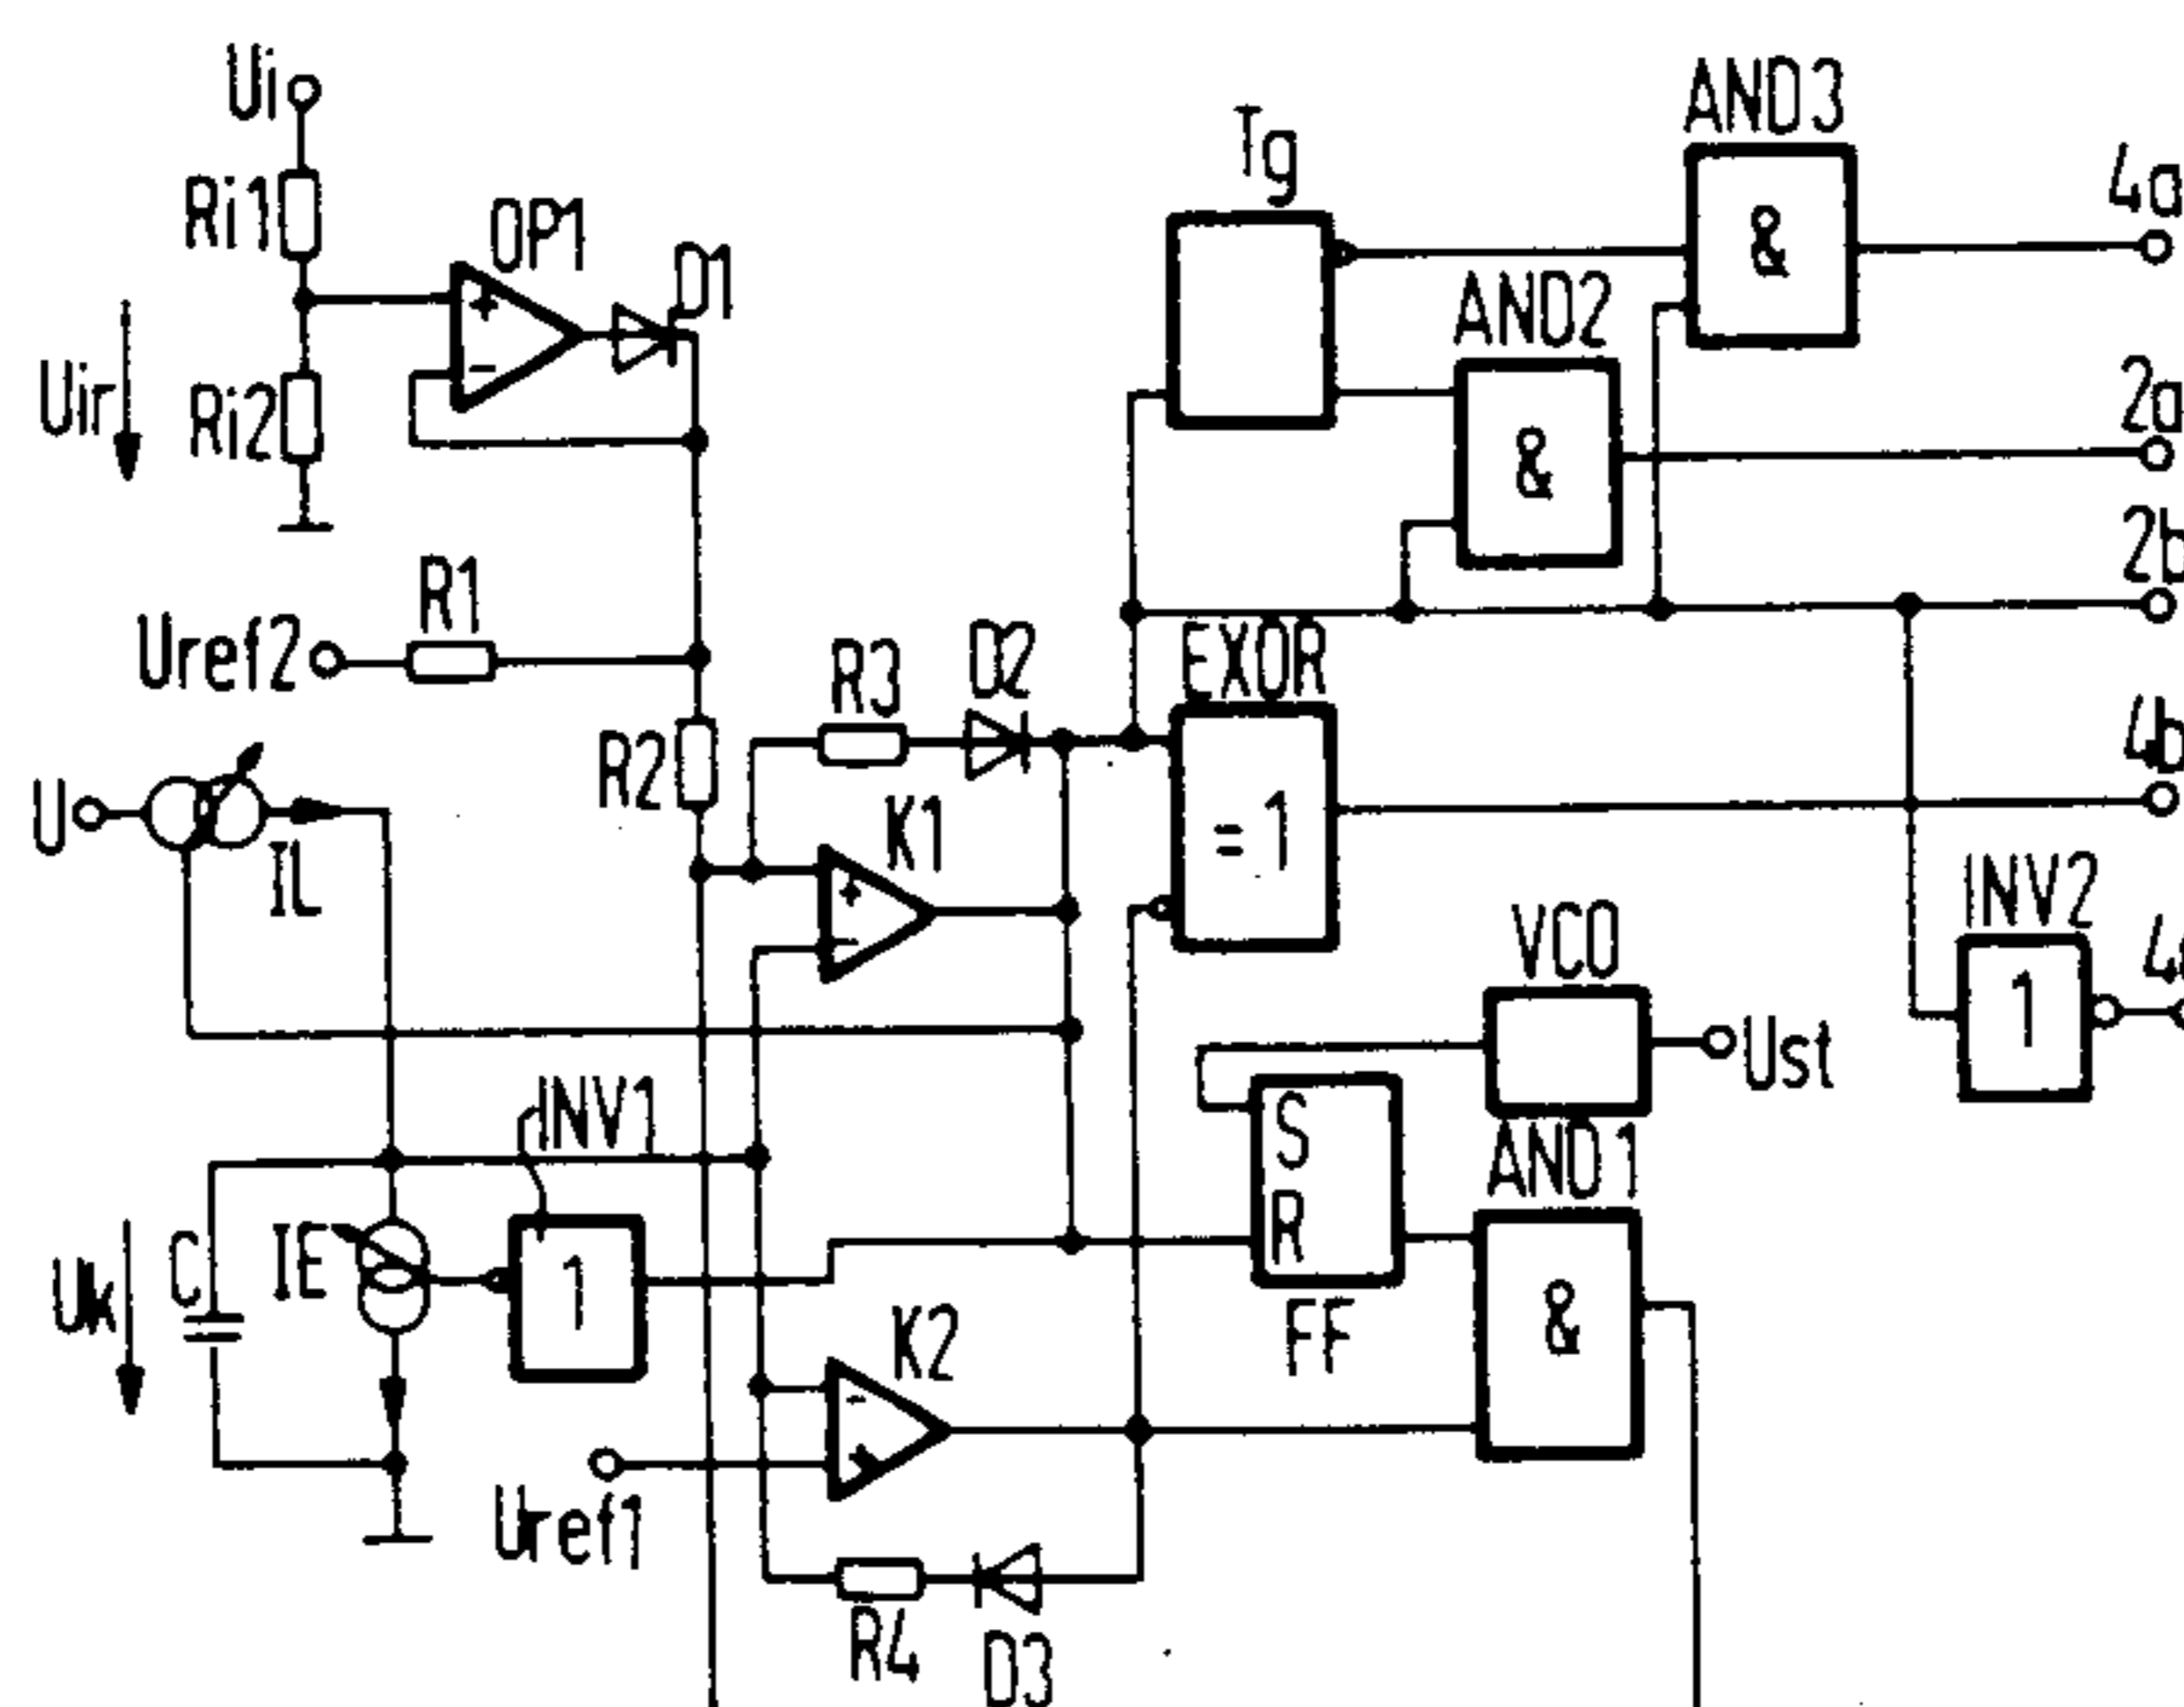 Ui
Ri1
OP1
D1
Tg
AND3
&
4a
Uir
Ri2
+
-
AND2
&
2a
2b
Uref2
R1
R2
R3
D2
EXOR
=1
4b
U
IL
K1
+
-
INV2
1
VCO
Ust
INV1
1
S
R
FF
AND1
&
Uk
C
IE
K2
-
+
Uref1
R4
D3